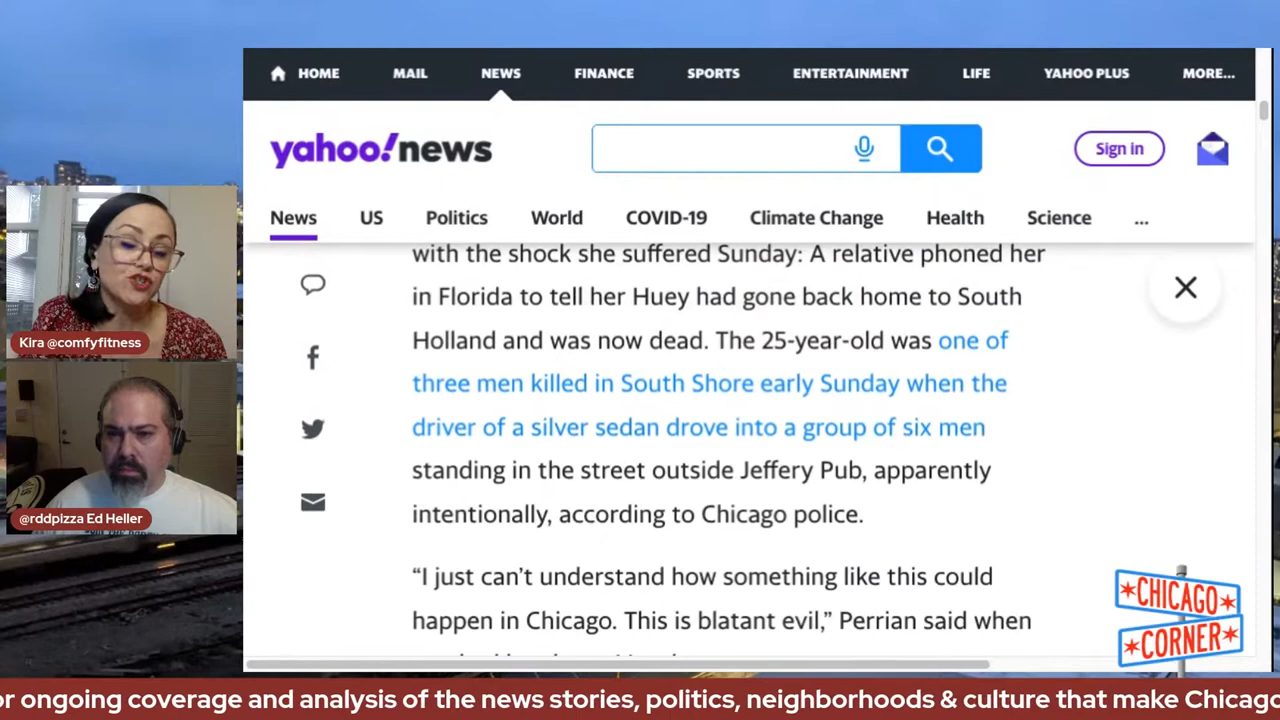 HOME MAIL NEWS FINANCE SPORTS ENTERTAINMENT LIFE YAHOO PLUS MORE...
yahoo!news
Sign in
News US Politics World COVID-19 Climate Change Health Science ...
with the shock she suffered Sunday: A relative phoned her
in Florida to tell her Huey had gone back home to South
Holland and was now dead. The 25-year-old was one of
three men killed in South Shore early Sunday when the
driver of a silver sedan drove into a group of six men
standing in the street outside Jeffery Pub, apparently
intentionally, according to Chicago police.
“I just can’t understand how something like this could
happen in Chicago. This is blatant evil,” Perrian said when
Kira @comfyfitness
@rddpizza Ed Heller
CHICAGO
CORNER
or ongoing coverage and analysis of the news stories, politics, neighborhoods & culture that make Chicago